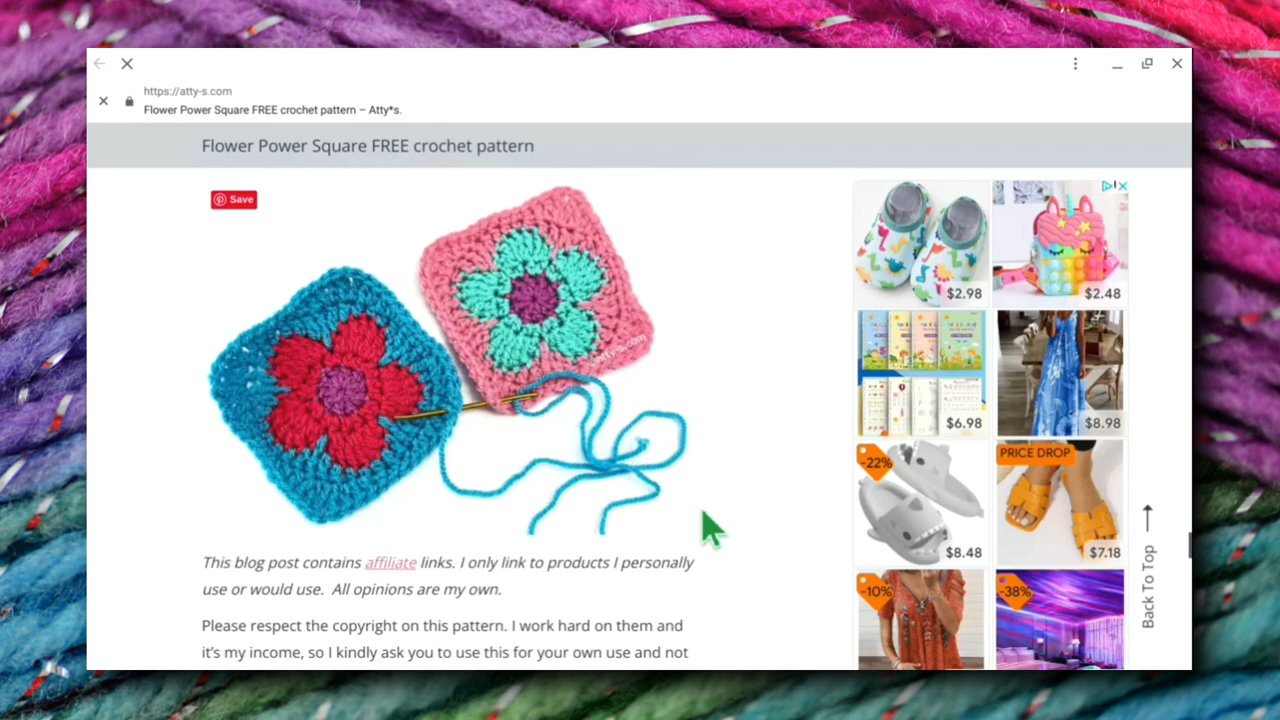 https://atty-s.com
Flower Power Square FREE crochet pattern – Atty*s.
Flower Power Square FREE crochet pattern
Save
atty-s.com
This blog post contains affiliate links. I only link to products I personally
use or would use. All opinions are my own.
Please respect the copyright on this pattern. I work hard on them and
it's my income, so I kindly ask you to use this for your own use and not
$2.98
$2.48
$6.98
$8.98
-22%
$8.48
PRICE DROP
$7.18
-10%
-38%
Back To Top